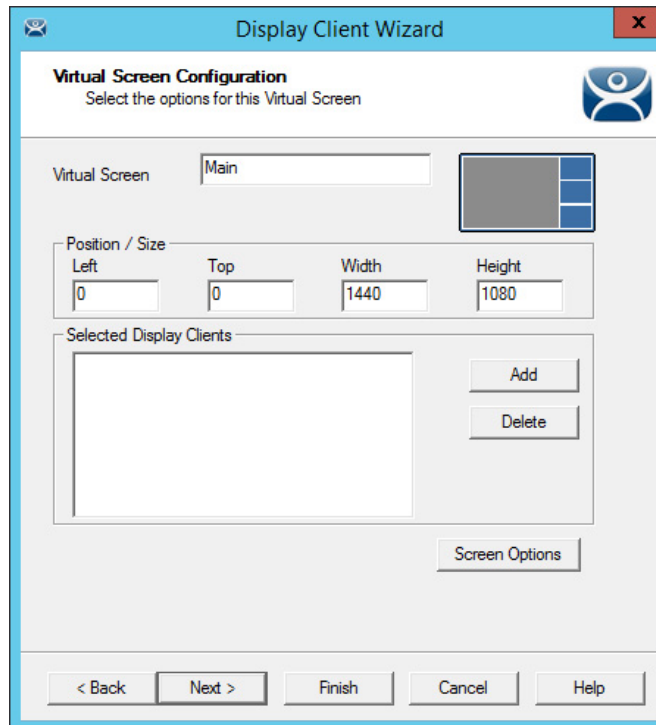 Display Client Wizard
x
Virtual Screen Configuration
Select the options for this Virtual Screen
Virtual Screen
Main
Position / Size
Left Top Width Height
0 0 1440 1080
Selected Display Clients
Add
Delete
Screen Options
< Back Next > Finish Cancel Help